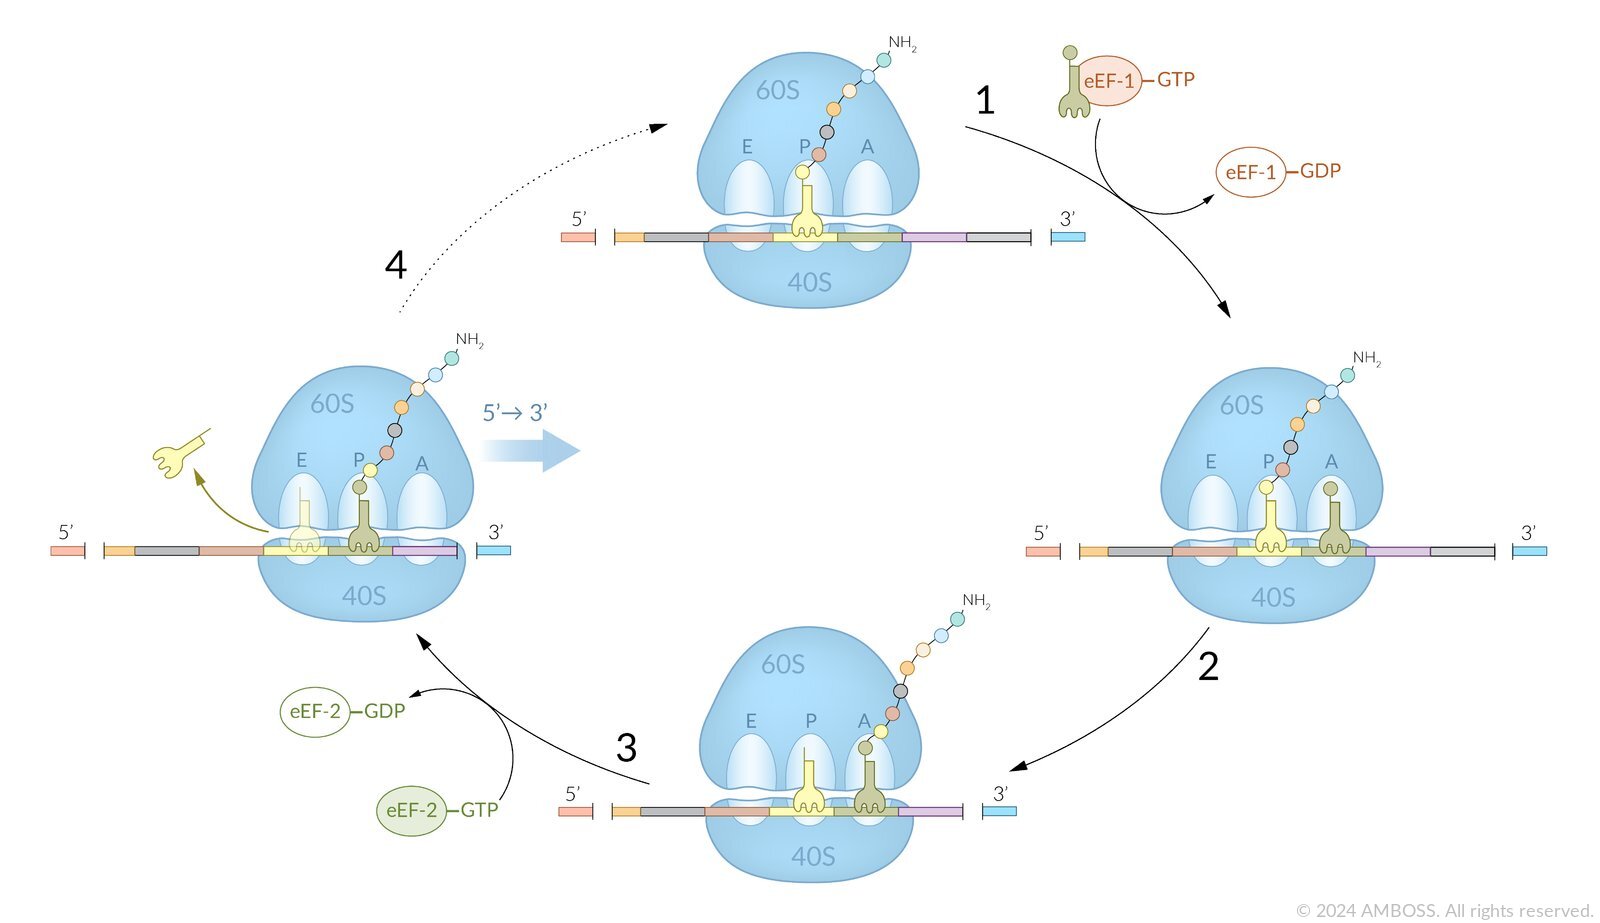 NH2
60S
E P A
5’ 3’
40S
1
eEF-1 GTP
eEF-1 GDP
4
NH2
60S
E P A
5’→ 3’
5’ 3’
40S
NH2
60S
E P A
5’ 3’
40S
2
NH2
60S
E P A
5’ 3’
40S
3
eEF-2 GDP
eEF-2 GTP
© 2024 AMBOSS. All rights reserved.